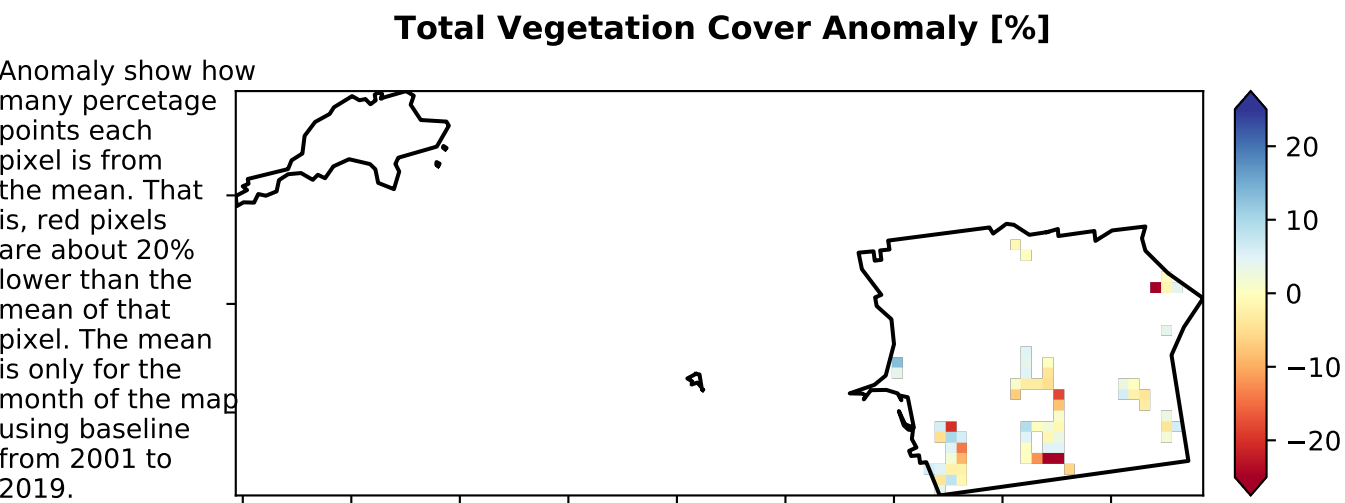 Total Vegetation Cover Anomaly [%]
Anomaly show how
many percetage
points each
pixel is from
the mean. That
is, red pixels
are about 20%
lower than the
mean of that
pixel. The mean
is only for the
month of the map
using baseline
from 2001 to
2019.
20
10
0
−10
−20